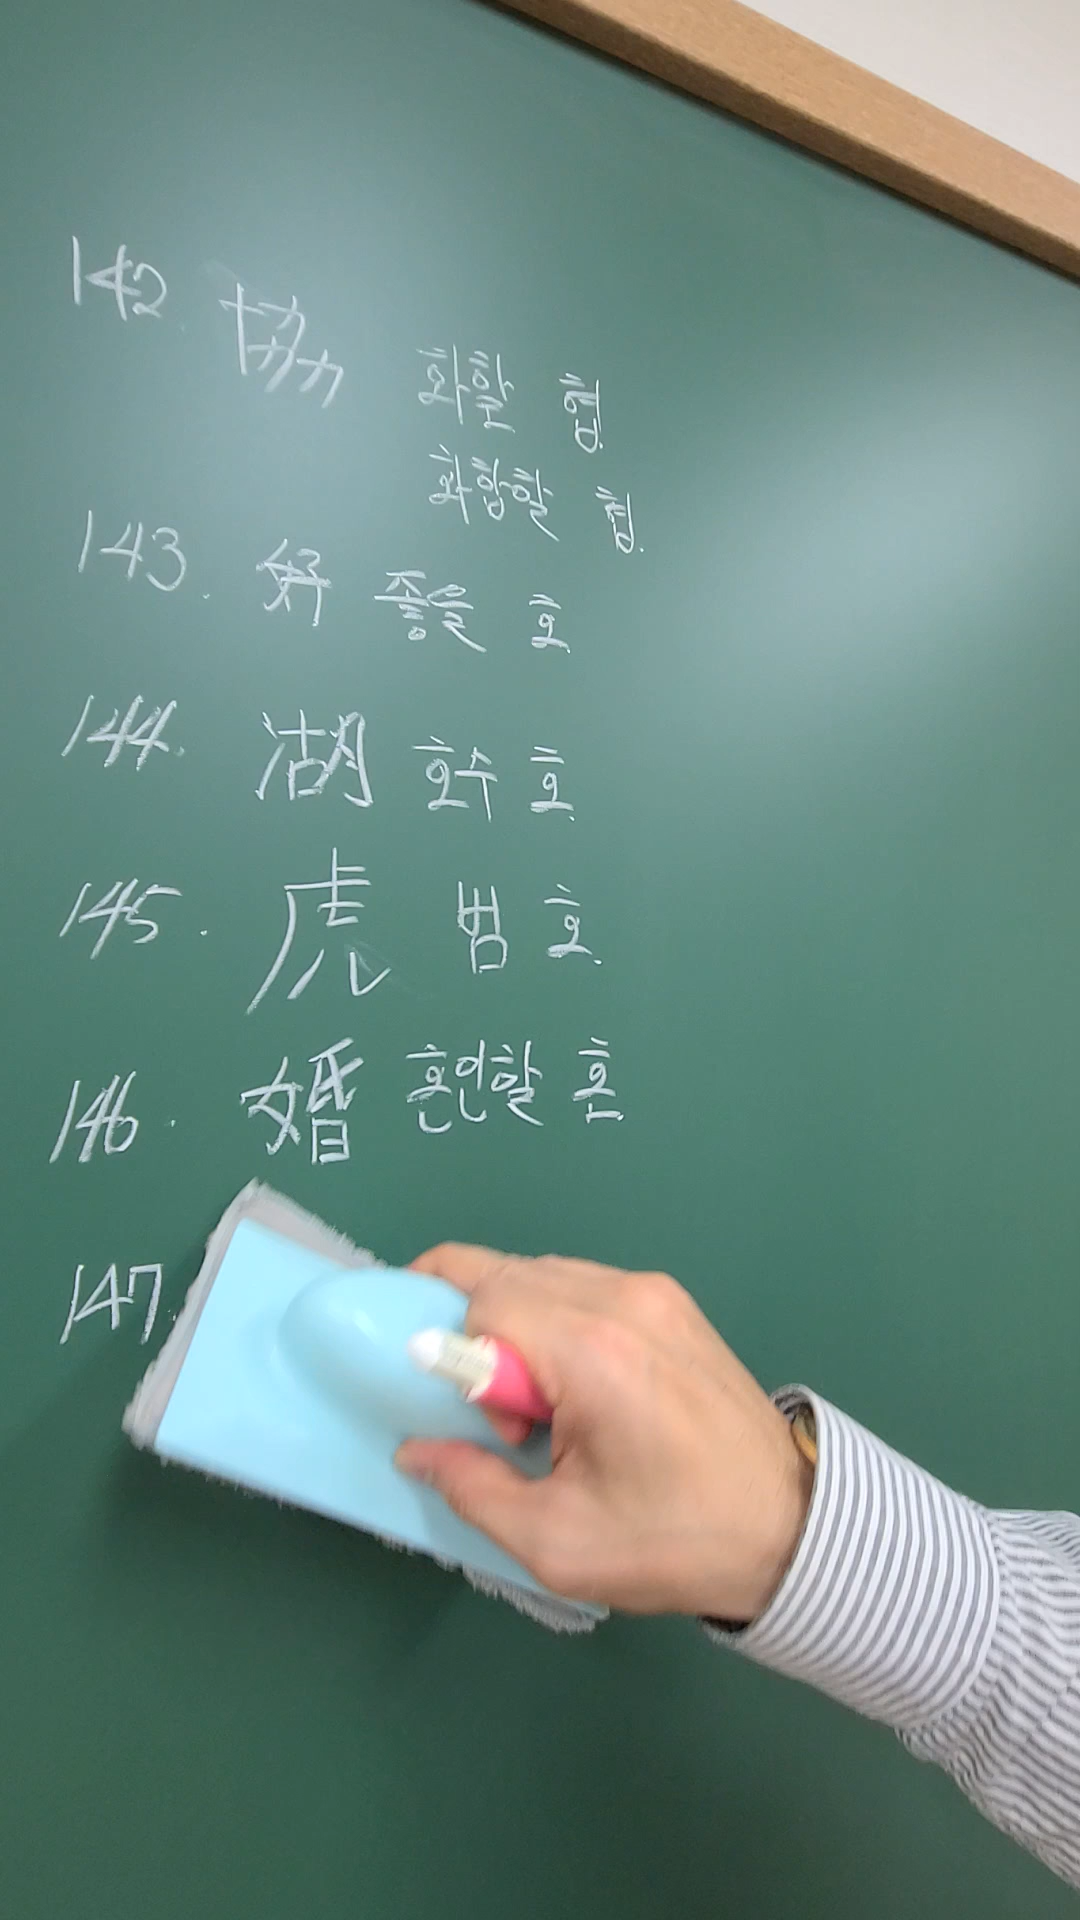 142. 協 화할 협
화합할 협.
143. 好 좋을 호.
144. 湖 호수 호.
145. 虎 범 호.
146. 婚 혼인할 혼.
147.